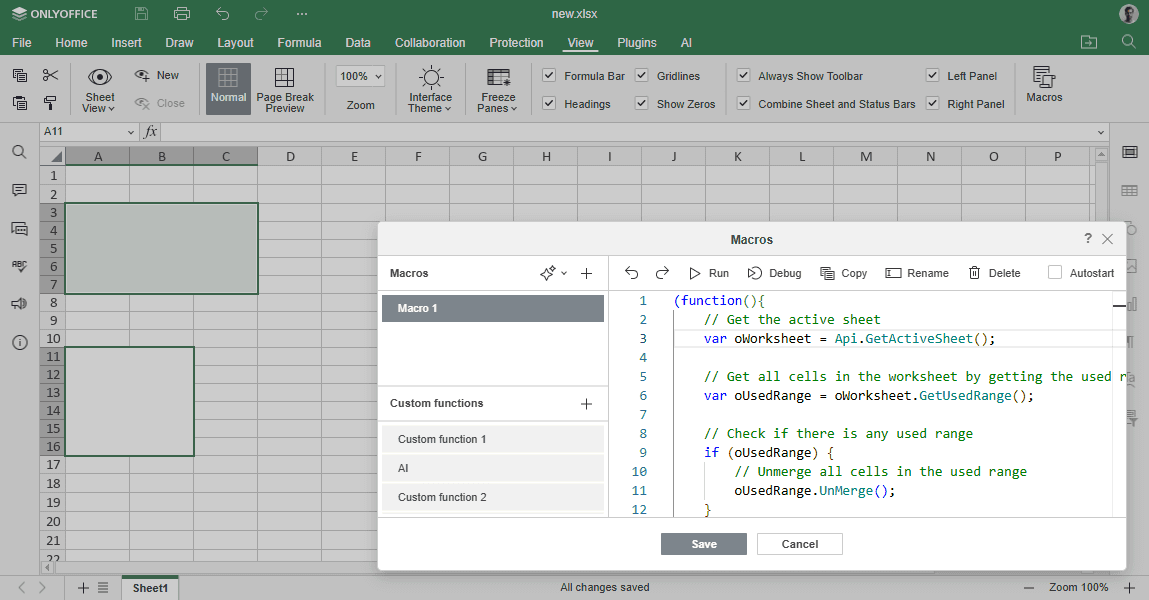 ONLYOFFICE
new.xlsx
File Home Insert Draw Layout Formula Data Collaboration Protection View Plugins AI
Sheet View
New
Close
Normal
Page Break Preview
100%
Zoom
Interface Theme
Freeze Panes
Formula Bar
Headings
Gridlines
Show Zeros
Always Show Toolbar
Combine Sheet and Status Bars
Left Panel
Right Panel
Macros
A11
fx
A B C D E F G H I J K L M N O P
1
2
3
4
5
6
7
8
9
10
11
12
13
14
15
16
17
18
19
20
21
22
Macros
?
Macros
Run Debug Copy Rename Delete Autostart
Macro 1
Custom functions
Custom function 1
AI
Custom function 2
1 (function(){
2 // Get the active sheet
3 var oWorksheet = Api.GetActiveSheet();
4
5 // Get all cells in the worksheet by getting the used r
6 var oUsedRange = oWorksheet.GetUsedRange();
7
8 // Check if there is any used range
9 if (oUsedRange) {
10 // Unmerge all cells in the used range
11 oUsedRange.UnMerge();
12 }
Save
Cancel
Sheet1
All changes saved
Zoom 100%